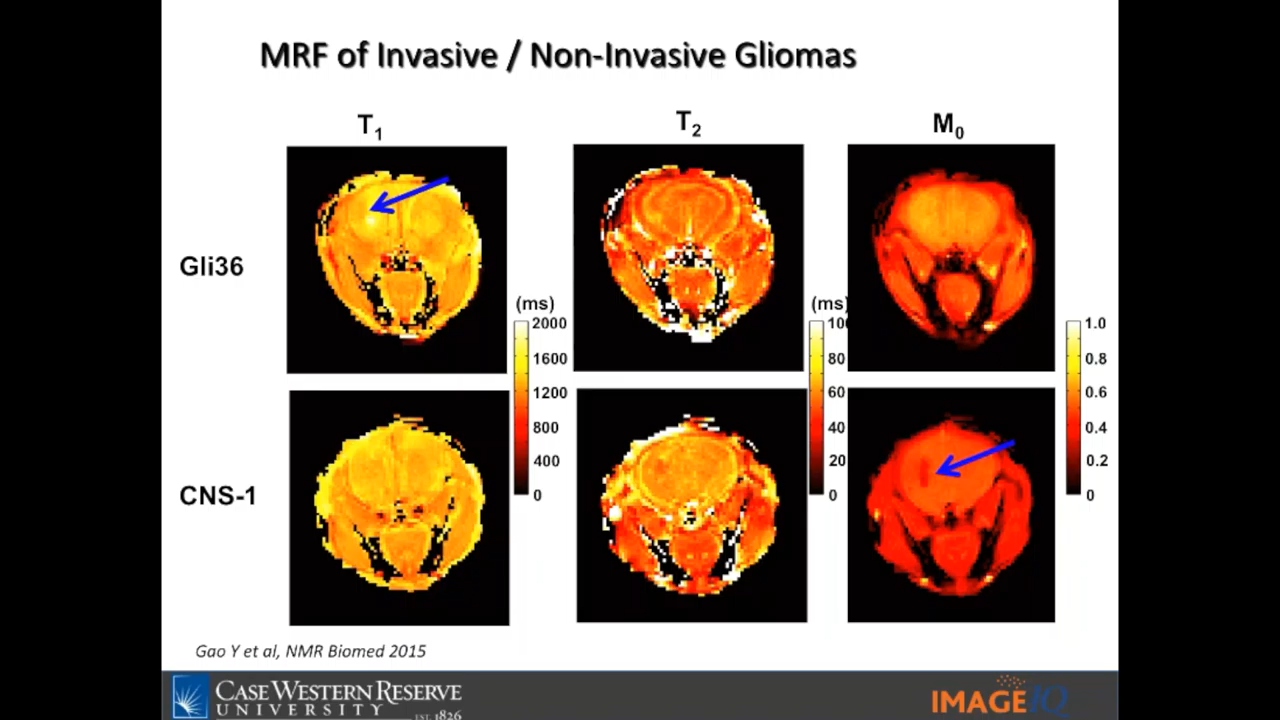 MRF of Invasive / Non-Invasive Gliomas
T1
T2
M0
Gli36
(ms)
2000
1600
1200
800
400
0
(ms)
10
80
60
40
20
0
1.0
0.8
0.6
0.4
0.2
0
CNS-1
Gao Y et al, NMR Biomed 2015
CASE WESTERN RESERVE
UNIVERSITY EST. 1826
IMAGEIQ